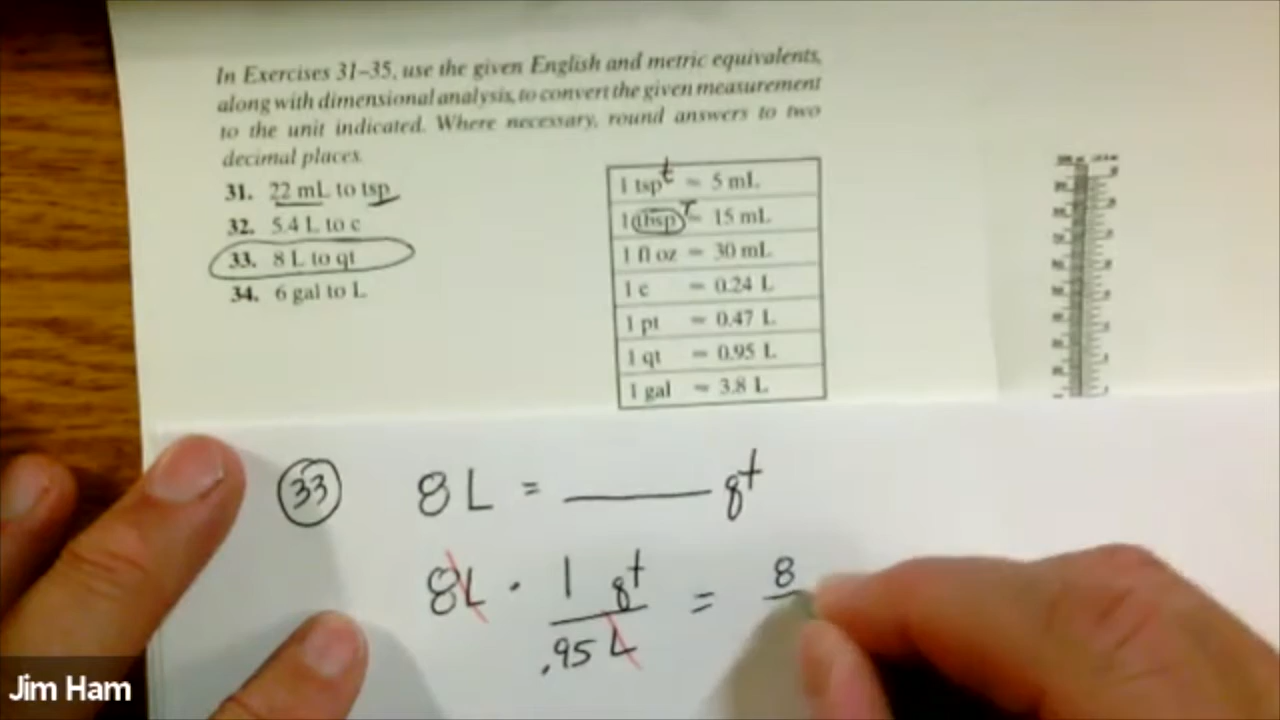 In Exercises 31–35, use the given English and metric equivalents,
along with dimensional analysis, to convert the given measurement
to the unit indicated. Where necessary, round answers to two
decimal places.
31. 22 mL to tsp
32. 5.4 L to c
33. 8 L to qt
34. 6 gal to L
1 tsp t = 5 mL
1 tbsp T = 15 mL
1 fl oz = 30 mL
1 c = 0.24 L
1 pt = 0.47 L
1 qt = 0.95 L
1 gal = 3.8 L
33 8 L = ____ qt
8L · 1 qt / .95 L = 8
Jim Ham